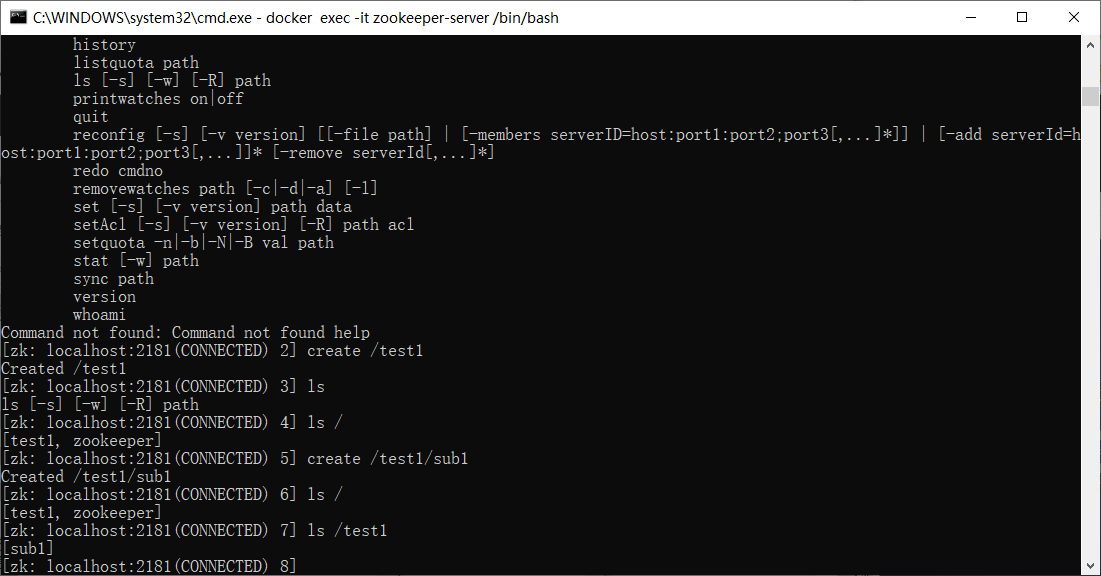 C:\WINDOWS\system32\cmd.exe - docker  exec -it zookeeper-server /bin/bash
history
listquota path
ls [-s] [-w] [-R] path
printwatches on|off
quit
reconfig [-s] [-v version] [[-file path] | [-members serverID=host:port1:port2;port3[,...]*]] | [-add serverId=h
ost:port1:port2;port3[,...]]* [-remove serverId[,...]*]
redo cmdno
removewatches path [-c|-d|-a] [-l]
set [-s] [-v version] path data
setAcl [-s] [-v version] [-R] path acl
setquota -n|-b|-N|-B val path
stat [-w] path
sync path
version
whoami
Command not found: Command not found help
[zk: localhost:2181(CONNECTED) 2] create /test1
Created /test1
[zk: localhost:2181(CONNECTED) 3] ls
ls [-s] [-w] [-R] path
[zk: localhost:2181(CONNECTED) 4] ls /
[test1, zookeeper]
[zk: localhost:2181(CONNECTED) 5] create /test1/sub1
Created /test1/sub1
[zk: localhost:2181(CONNECTED) 6] ls /
[test1, zookeeper]
[zk: localhost:2181(CONNECTED) 7] ls /test1
[sub1]
[zk: localhost:2181(CONNECTED) 8]